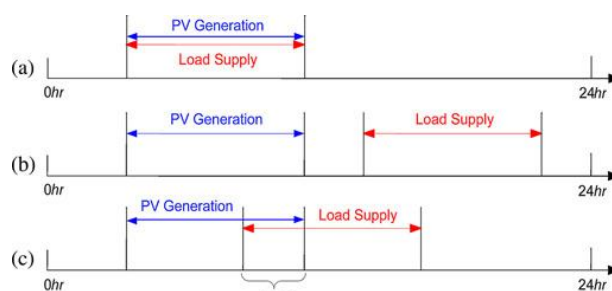 PV Generation
Load Supply
(a)
0hr 24hr
PV Generation Load Supply
(b)
0hr 24hr
PV Generation Load Supply
(c)
0hr 24hr